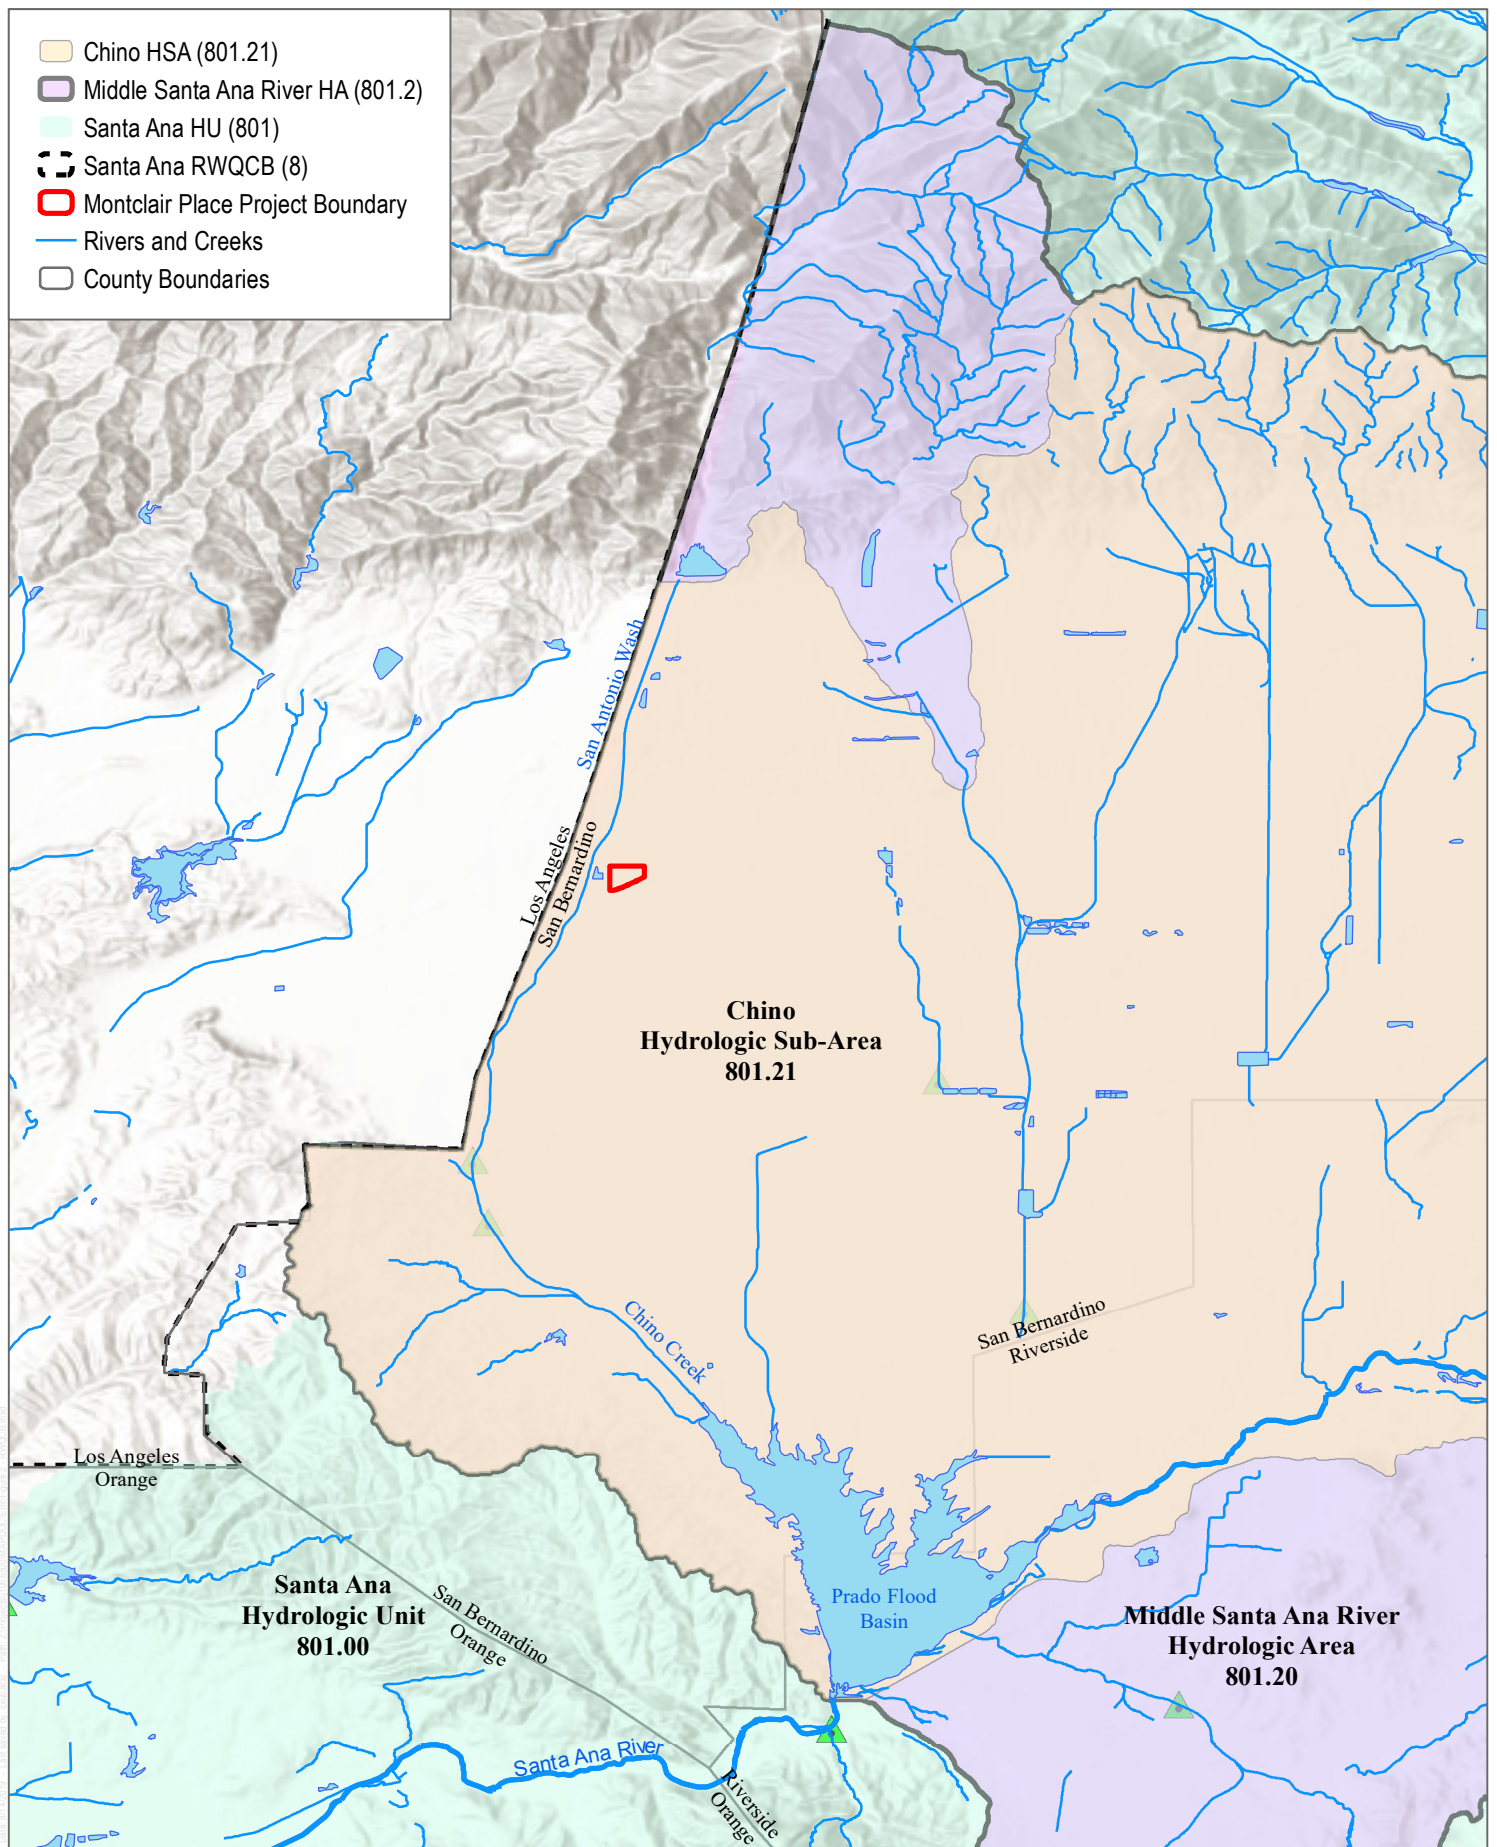 Chino HSA (801.21)
Middle Santa Ana River HA (801.2)
Santa Ana HU (801)
Santa Ana RWQCB (8)
Montclair Place Project Boundary
Rivers and Creeks
County Boundaries
San Antonio Wash
Los Angeles
San Bernardino
Chino
Hydrologic Sub-Area
801.21
Chino Creek
San Bernardino
Riverside
Los Angeles
Orange
Santa Ana
Hydrologic Unit
801.00
San Bernardino
Orange
Prado Flood
Basin
Middle Santa Ana River
Hydrologic Area
801.20
Santa Ana River
Riverside
Orange